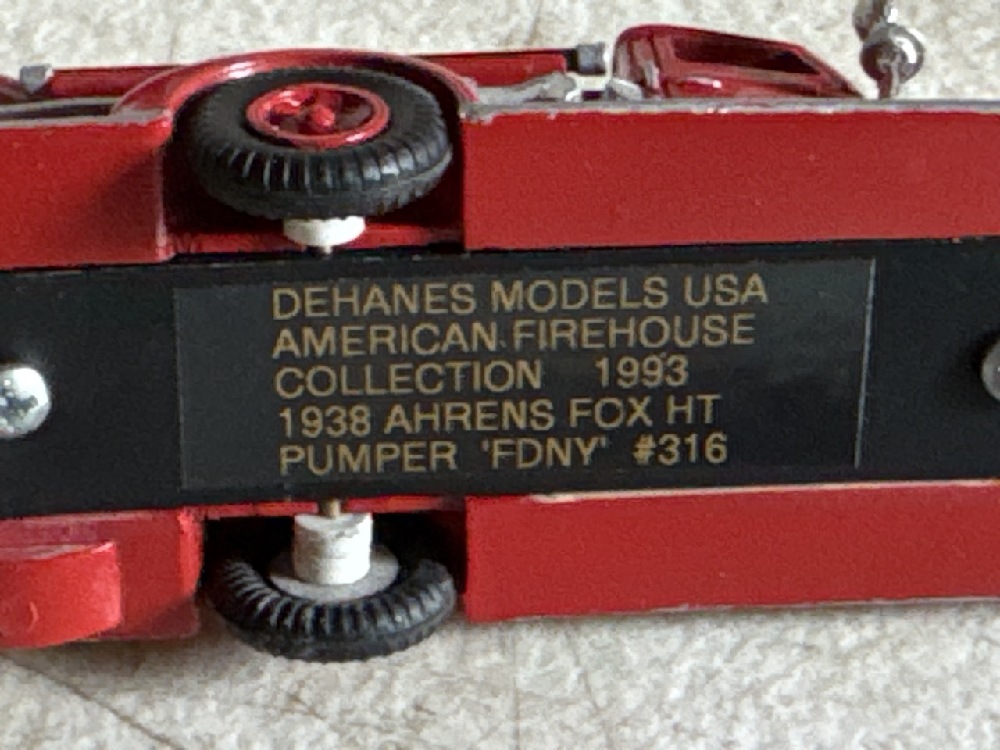 DEHANES MODELS USA
AMERICAN FIREHOUSE
COLLECTION 1993
1938 AHRENS FOX HT
PUMPER 'FDNY' #316